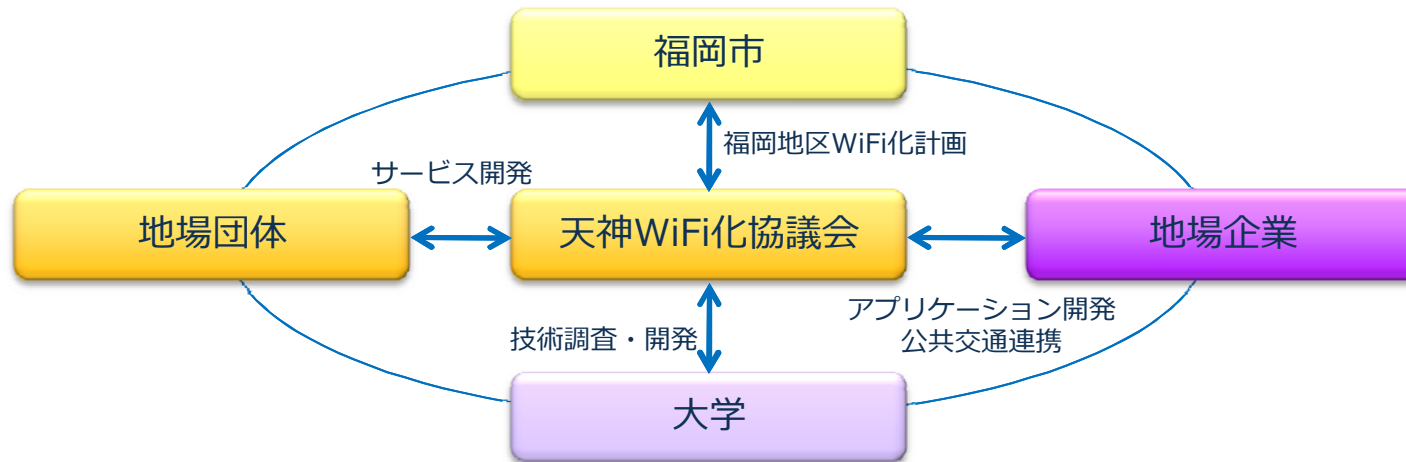 福岡市
福岡地区WiFi化計画
サービス開発
地場団体
天神WiFi化協議会
地場企業
技術調査・開発
アプリケーション開発
公共交通連携
大学